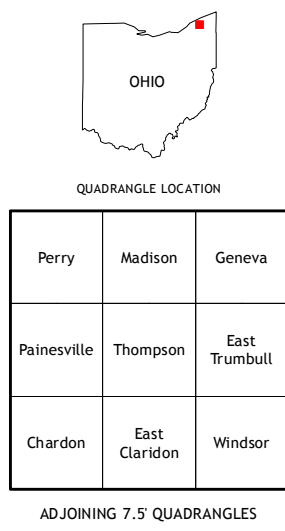 OHIO
QUADRANGLE LOCATION
Perry
Madison
Geneva
Painesville
Thompson
East
Trumbull
Chardon
East
Claridon
Windsor
ADJOINING 7.5' QUADRANGLES